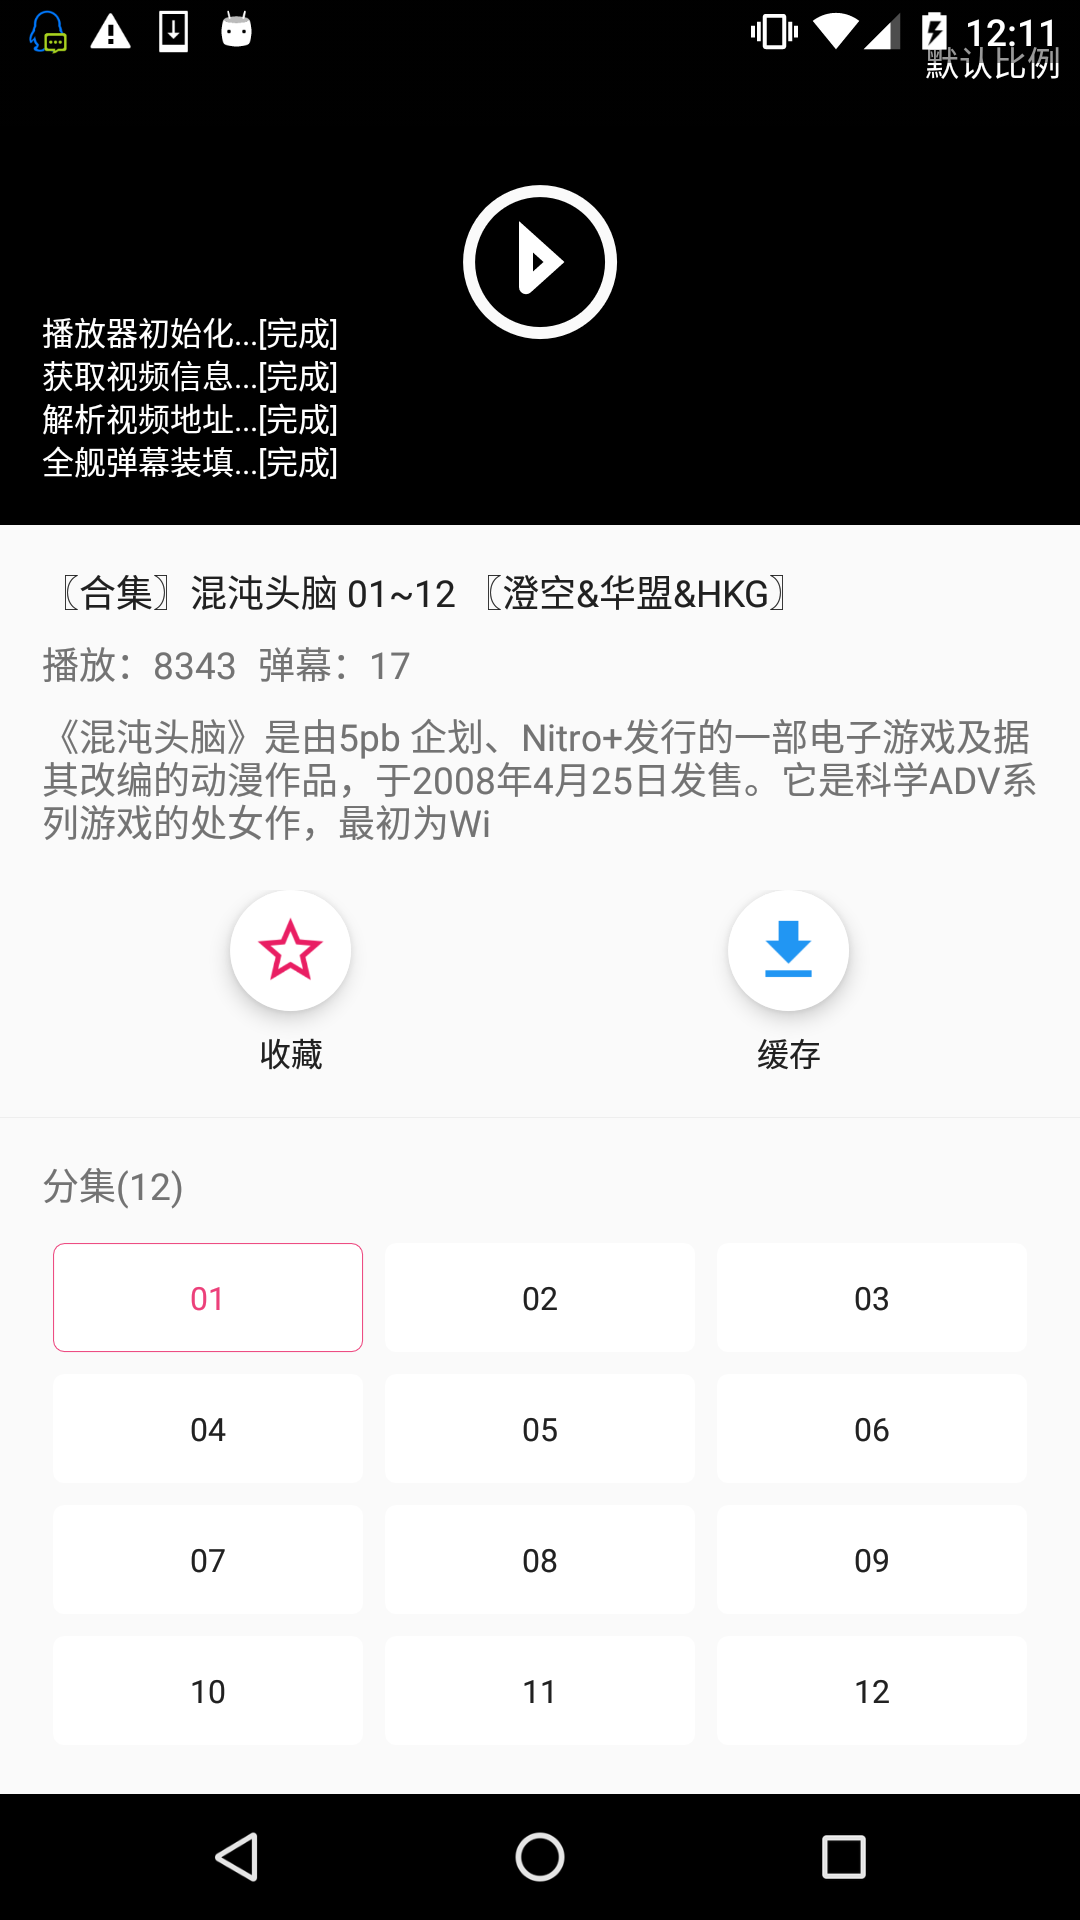 12:11
默认比例
播放器初始化...[完成]
获取视频信息...[完成]
解析视频地址...[完成]
全舰弹幕装填...[完成]
〖合集〗混沌头脑 01~12 〖澄空&华盟&HKG〗
播放：8343 弹幕：17
《混沌头脑》是由5pb 企划、Nitro+发行的一部电子游戏及据
其改编的动漫作品，于2008年4月25日发售。它是科学ADV系
列游戏的处女作，最初为Wi
收藏 缓存
分集(12)
01 02 03
04 05 06
07 08 09
10 11 12